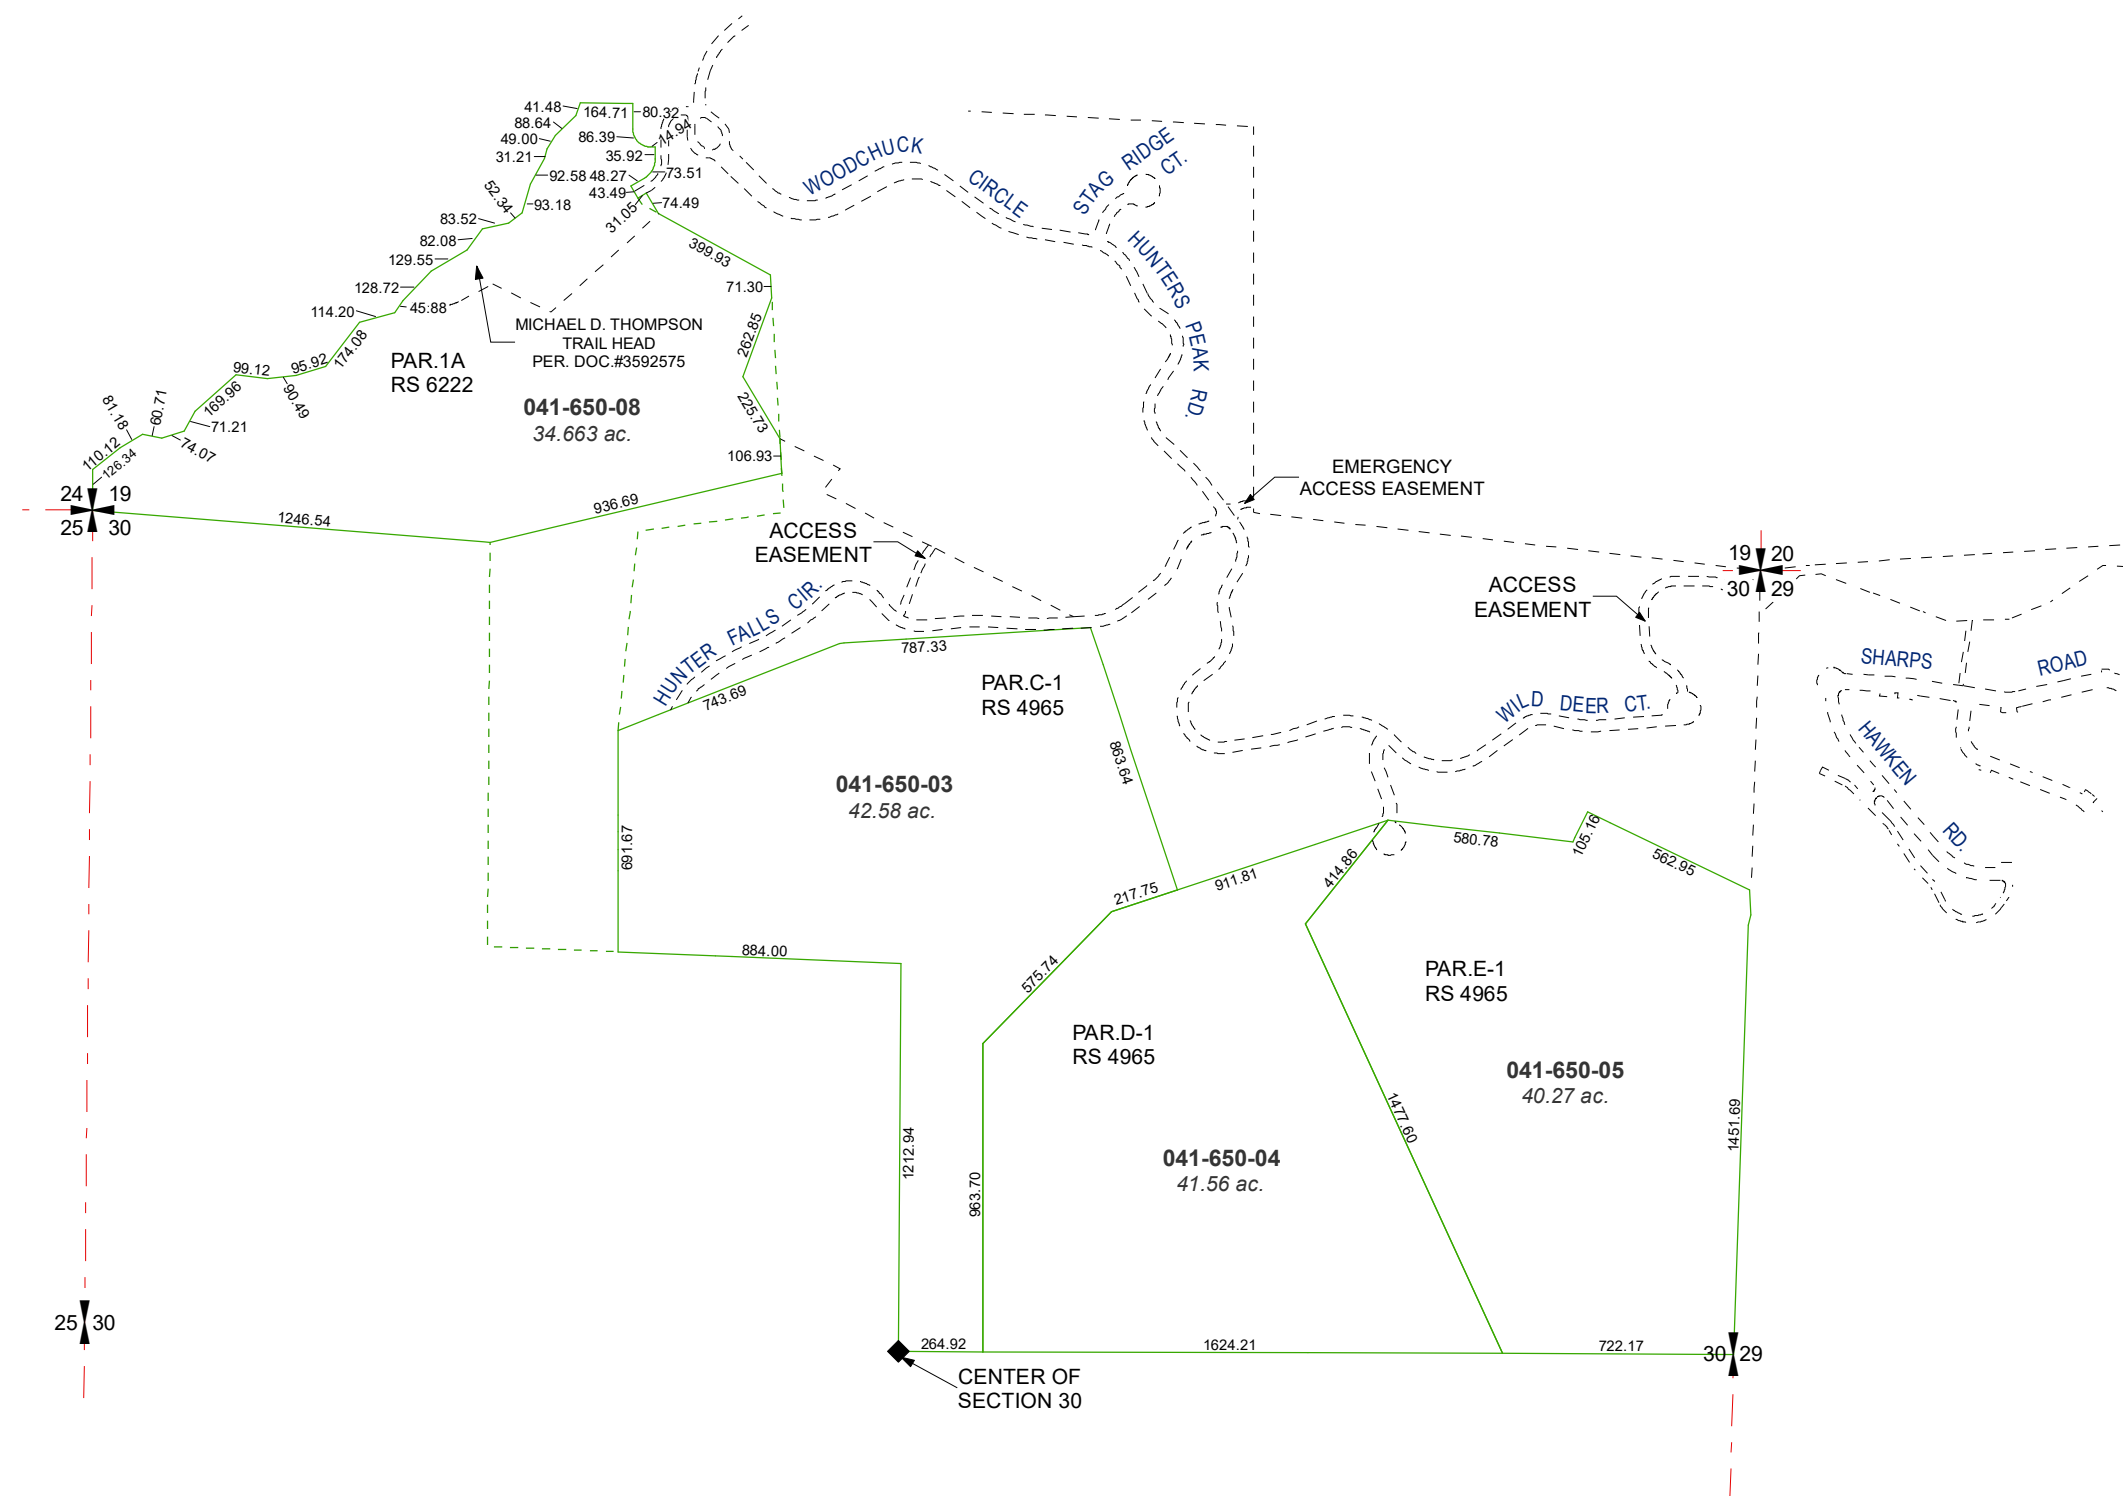 41.48
164.71
80.32
88.64
14.94
49.00
86.39
31.21
35.92
92.58
48.27
73.51
43.49
52.34
93.18
31.05
74.49
83.52
82.08
129.55
399.93
128.72
71.30
45.88
114.20
174.08
262.85
MICHAEL D. THOMPSON
TRAIL HEAD
PER. DOC.#3592575
PAR.1A
RS 6222
99.12
95.92
90.49
169.96
81.18
60.71
71.21
74.07
110.12
126.34
041-650-08
34.663 ac.
225.73
106.93
24 19
25 30
1246.54
936.69
WOODCHUCK
CIRCLE
STAG RIDGE
CT.
HUNTERS PEAK RD.
EMERGENCY
ACCESS EASEMENT
ACCESS
EASEMENT
19 20
30 29
ACCESS
EASEMENT
HUNTER FALLS CIR.
787.33
743.69
PAR.C-1
RS 4965
SHARPS
ROAD
WILD DEER CT.
HAWKEN
RD.
863.64
041-650-03
42.58 ac.
691.67
580.78
105.16
562.95
414.86
911.81
217.75
884.00
575.74
PAR.E-1
RS 4965
PAR.D-1
RS 4965
041-650-05
40.27 ac.
1477.60
1451.69
1212.94
963.70
041-650-04
41.56 ac.
25 30
264.92
1624.21
722.17
30 29
CENTER OF
SECTION 30